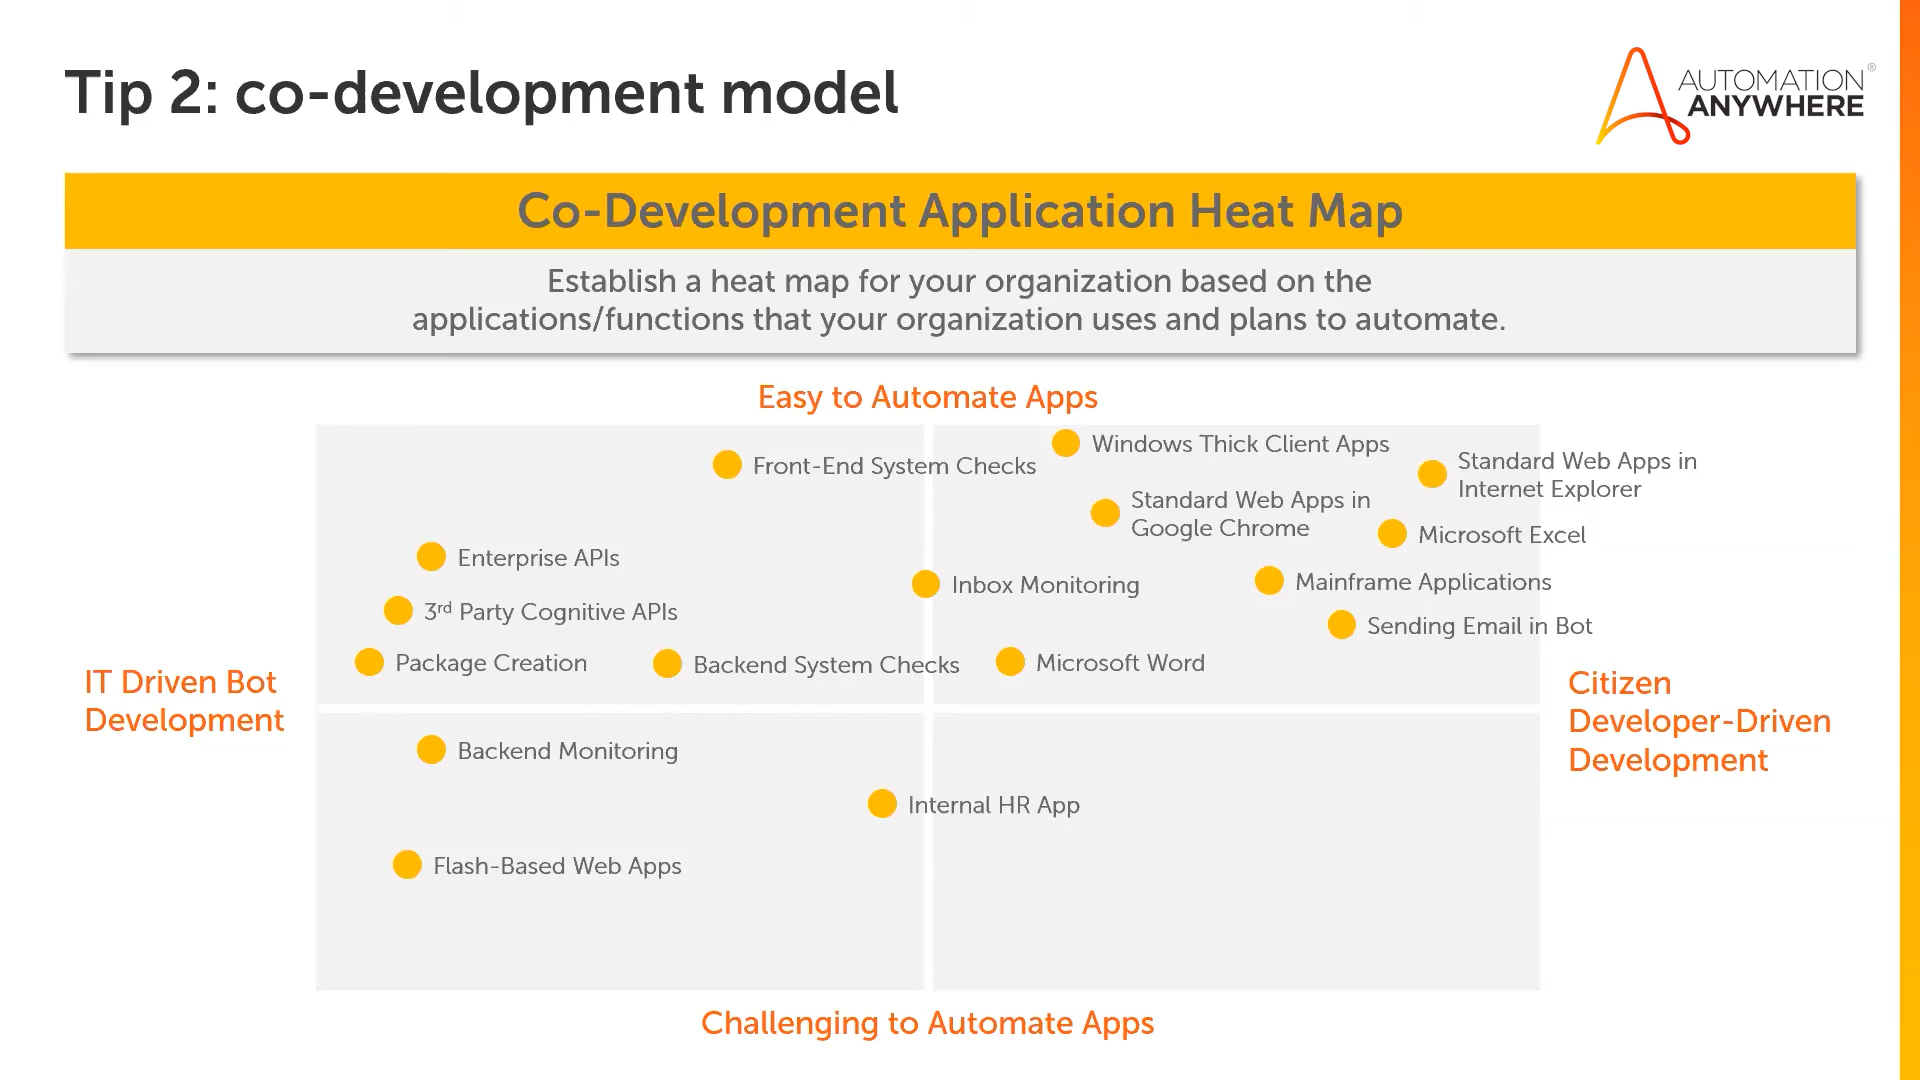 Tip 2: co-development model
AUTOMATION ®
ANYWHERE
Co-Development Application Heat Map
Establish a heat map for your organization based on the
applications/functions that your organization uses and plans to automate.
Easy to Automate Apps
Windows Thick Client Apps
Front-End System Checks
Standard Web Apps in
Internet Explorer
Standard Web Apps in
Google Chrome
Microsoft Excel
Enterprise APIs
Inbox Monitoring
Mainframe Applications
3rd Party Cognitive APIs
Sending Email in Bot
Package Creation
Backend System Checks
Microsoft Word
IT Driven Bot
Development
Citizen
Developer-Driven
Development
Backend Monitoring
Internal HR App
Flash-Based Web Apps
Challenging to Automate Apps